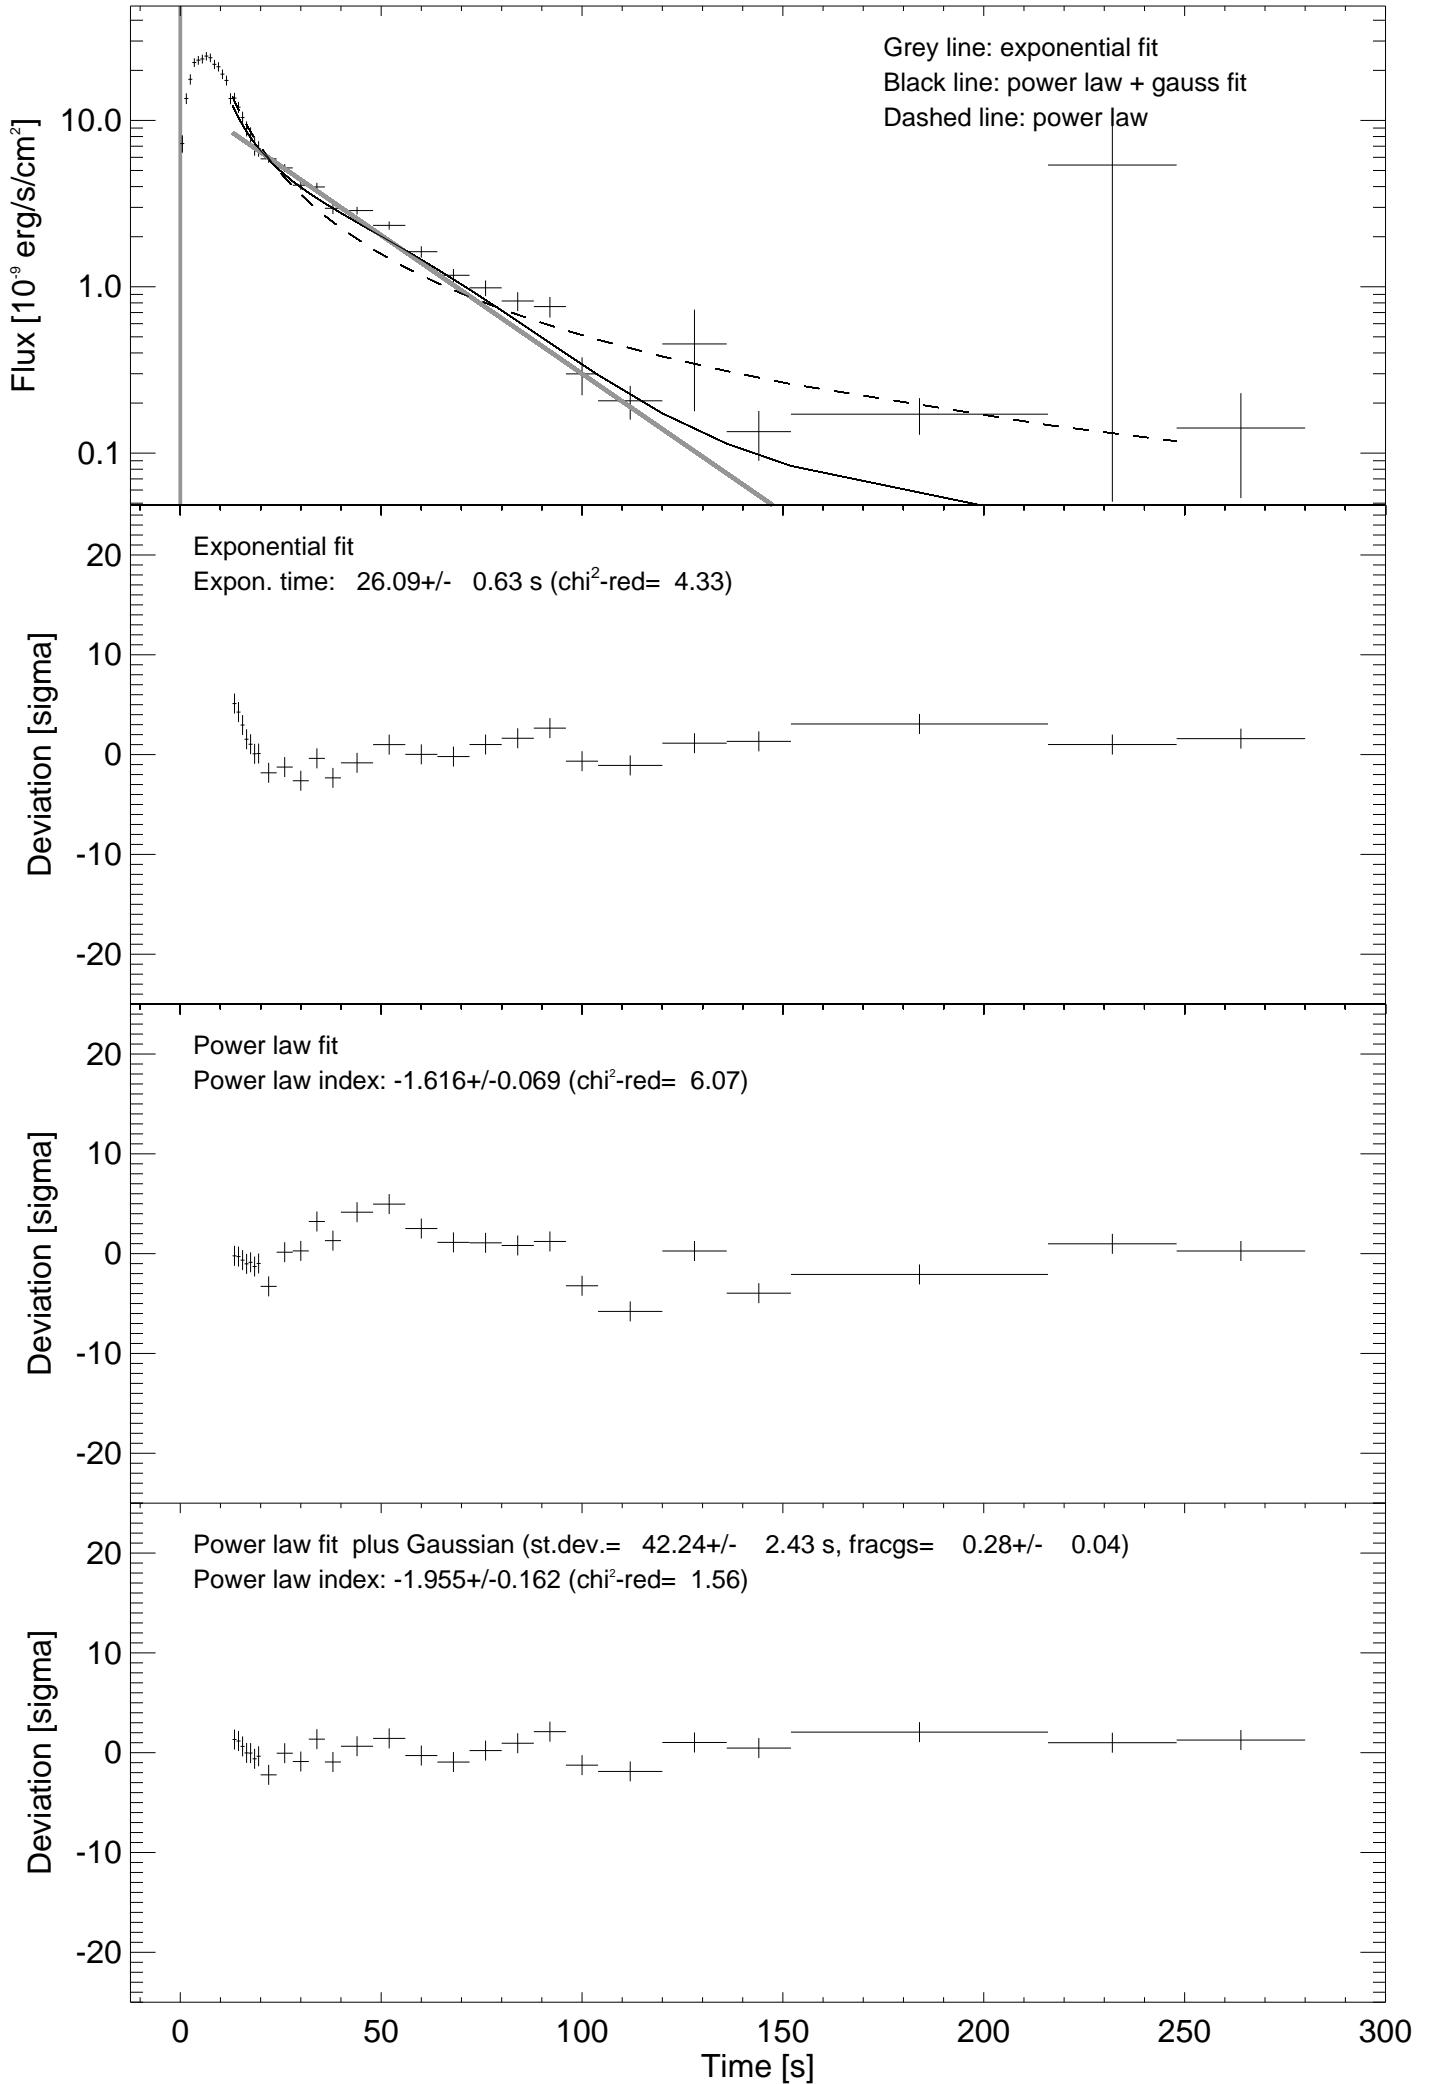 Grey line: exponential fit
Black line: power law + gauss fit
Dashed line: power law
Flux [10⁻⁹ erg/s/cm²]
10.0
1.0
0.1
Exponential fit
Expon. time: 26.09+/- 0.63 s (chi²-red= 4.33)
Deviation [sigma]
20
10
0
-10
-20
Power law fit
Power law index: -1.616+/-0.069 (chi²-red= 6.07)
Deviation [sigma]
20
10
0
-10
-20
Power law fit plus Gaussian (st.dev.= 42.24+/- 2.43 s, fracgs= 0.28+/- 0.04)
Power law index: -1.955+/-0.162 (chi²-red= 1.56)
Deviation [sigma]
20
10
0
-10
-20
0 50 100 150 200 250 300
Time [s]